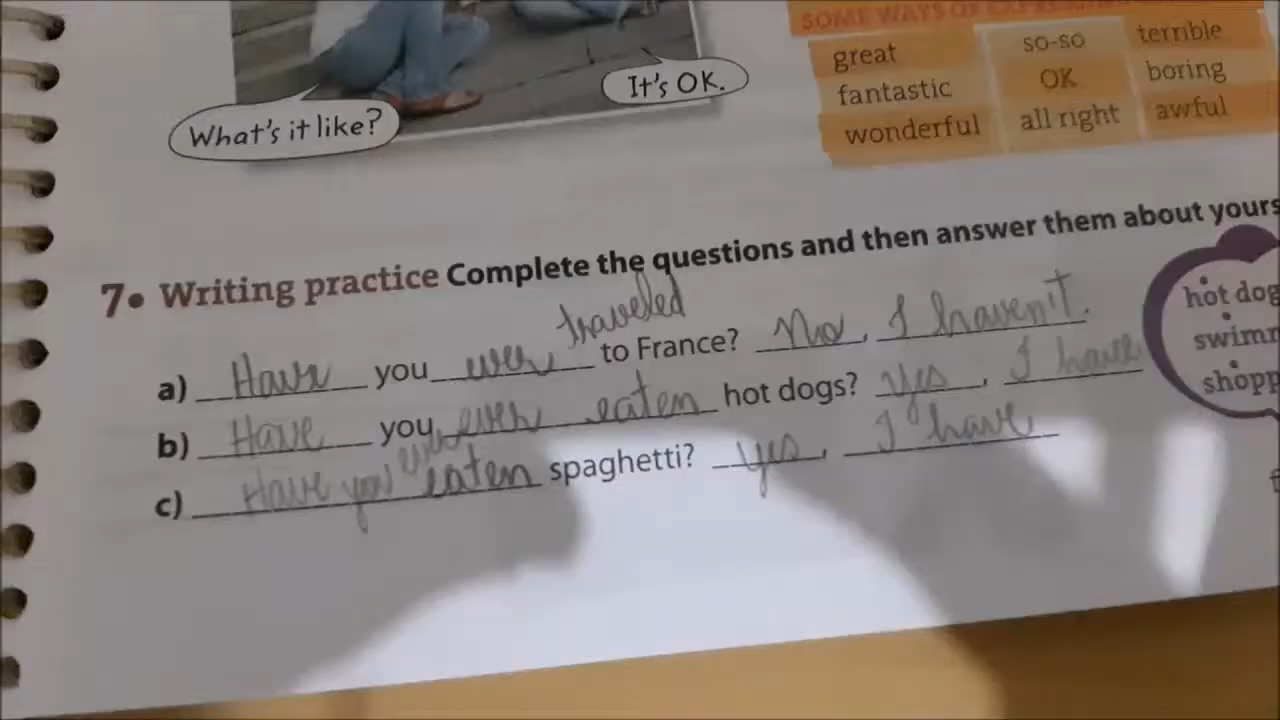 What's it like?
It's OK.
SOME WAYS OF
great so-so terrible
fantastic OK boring
wonderful all right awful
7. Writing practice Complete the questions and then answer them about yours
traveled
a) Have you ever to France? No, I haven't.
b) Have you ever eaten hot dogs? Yes, I have
c) Have you ever eaten spaghetti? yes, I have
hot dog
swimm
shopp